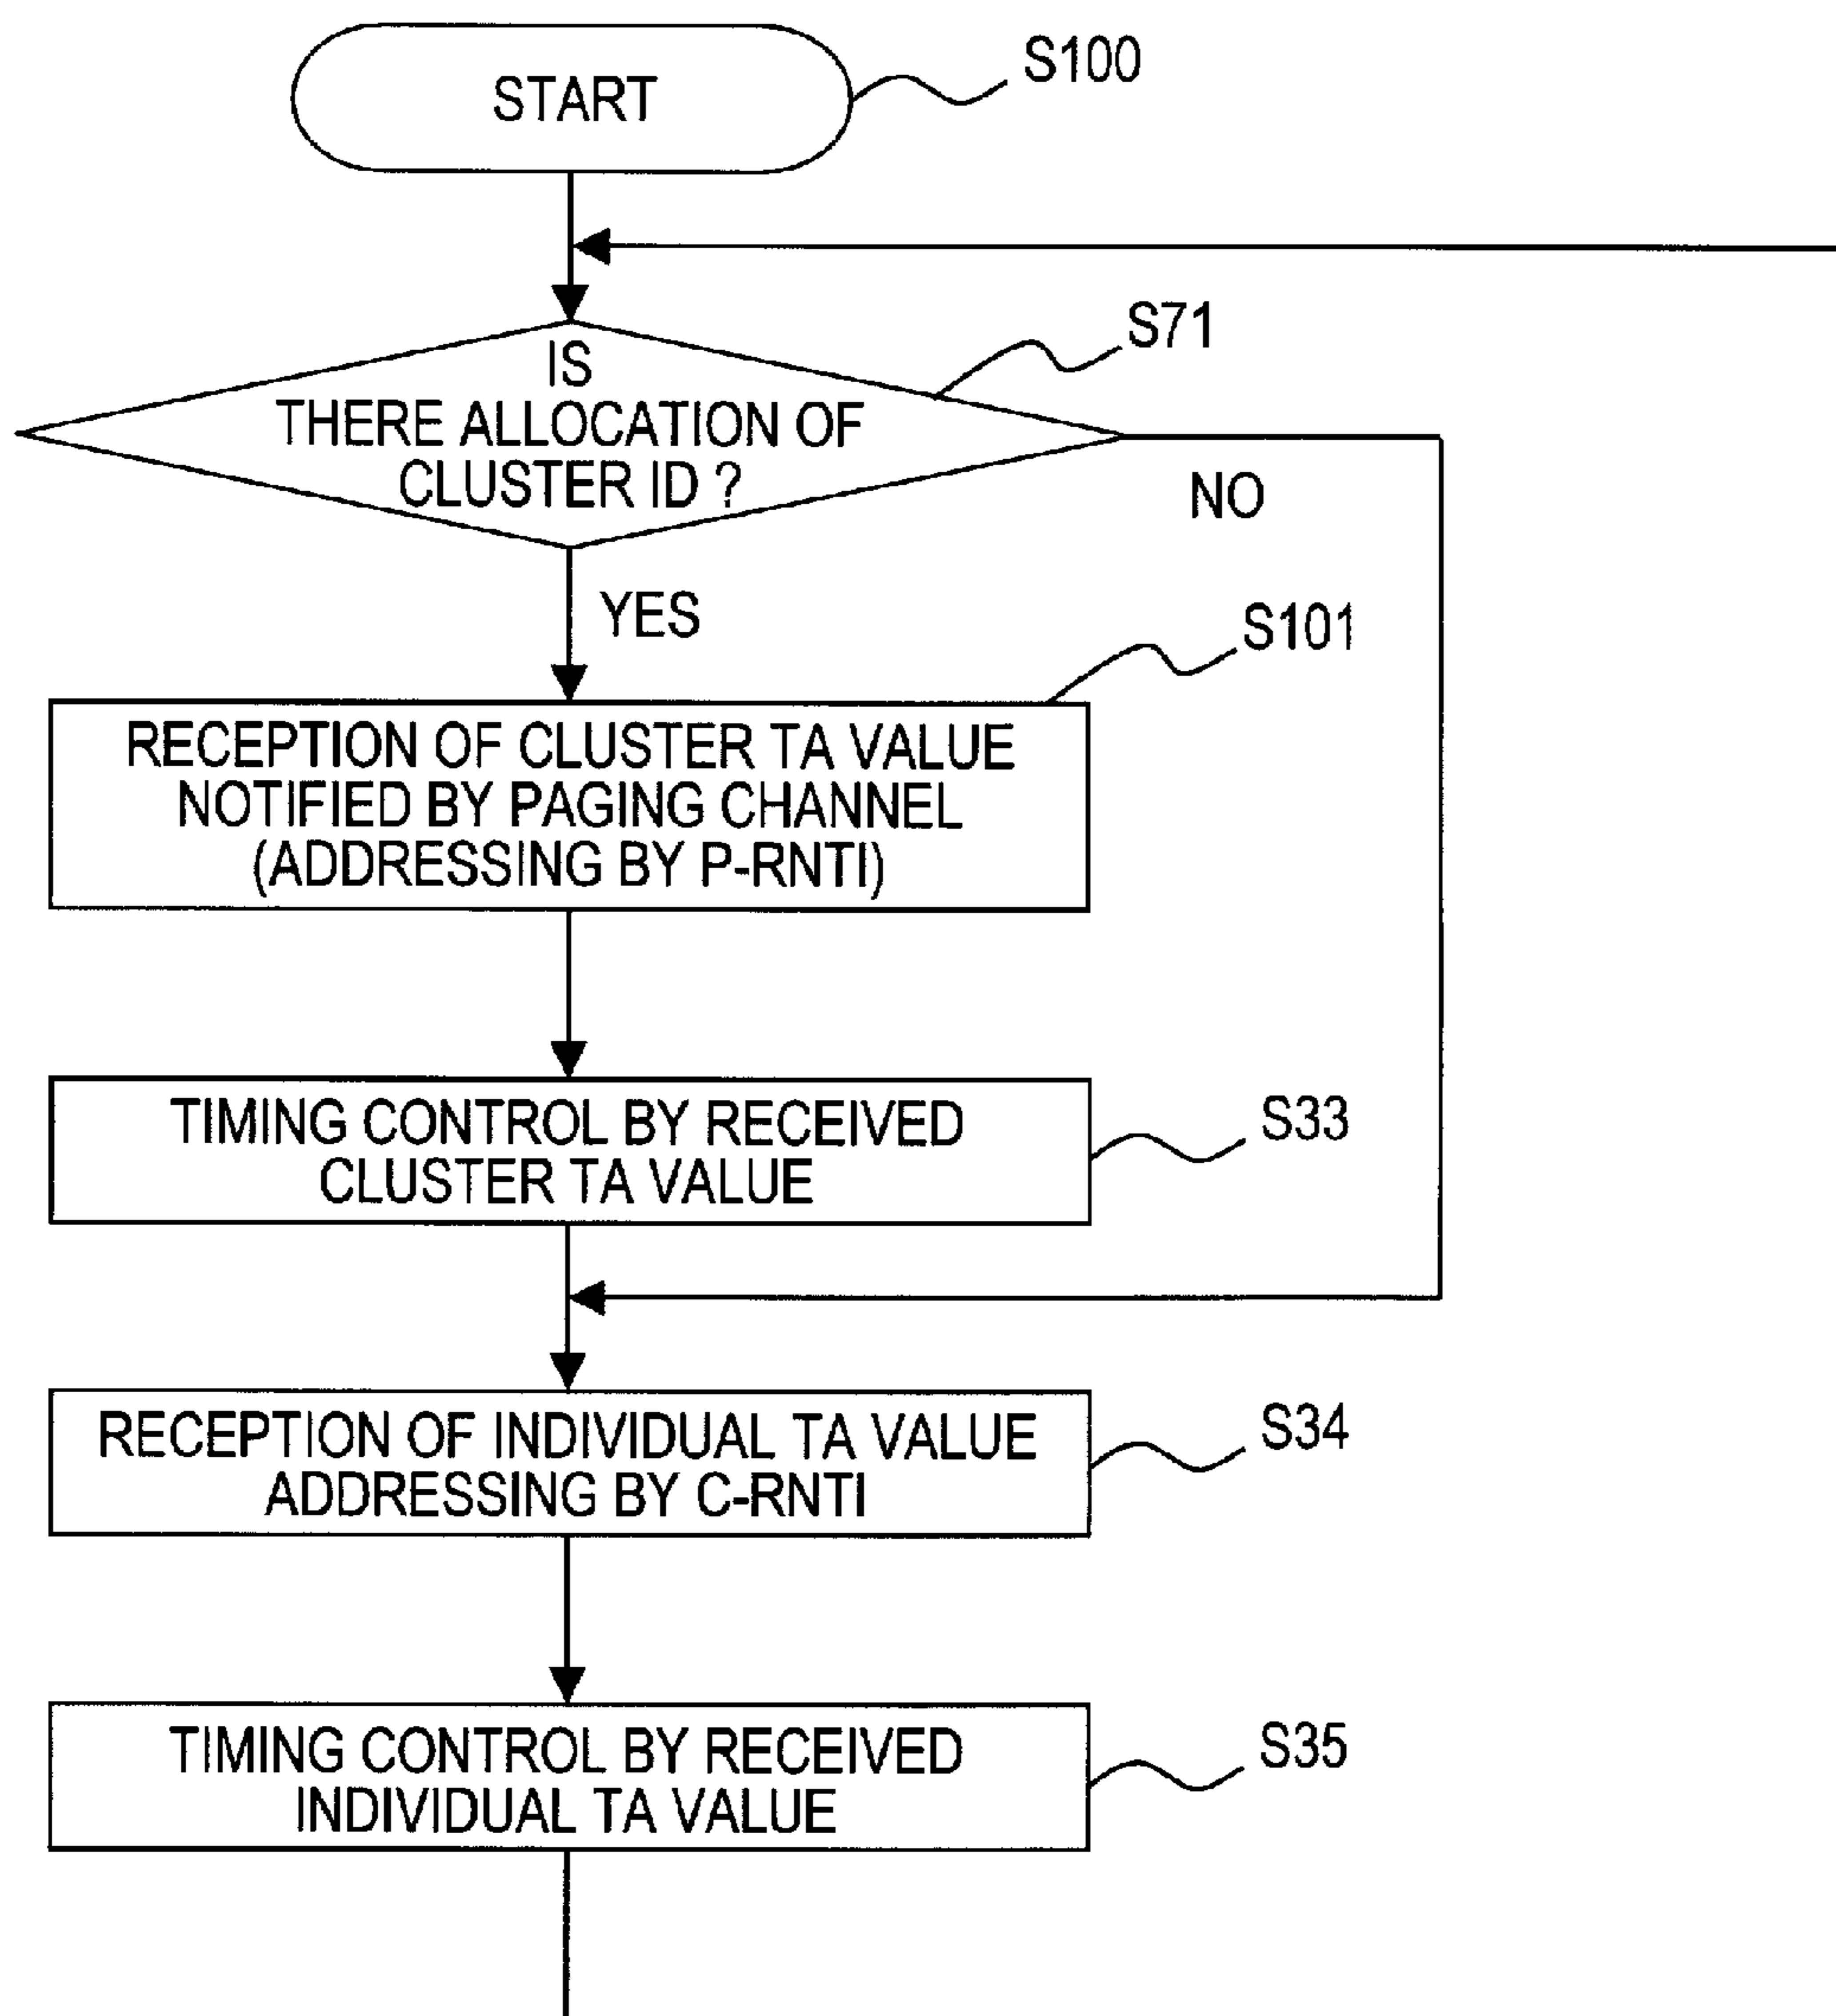 START
S100
S71
IS
THERE ALLOCATION OF
CLUSTER ID ?
NO
YES
S101
RECEPTION OF CLUSTER TA VALUE
NOTIFIED BY PAGING CHANNEL
(ADDRESSING BY P-RNTI)
TIMING CONTROL BY RECEIVED
CLUSTER TA VALUE
S33
RECEPTION OF INDIVIDUAL TA VALUE
ADDRESSING BY C-RNTI
S34
TIMING CONTROL BY RECEIVED
INDIVIDUAL TA VALUE
S35